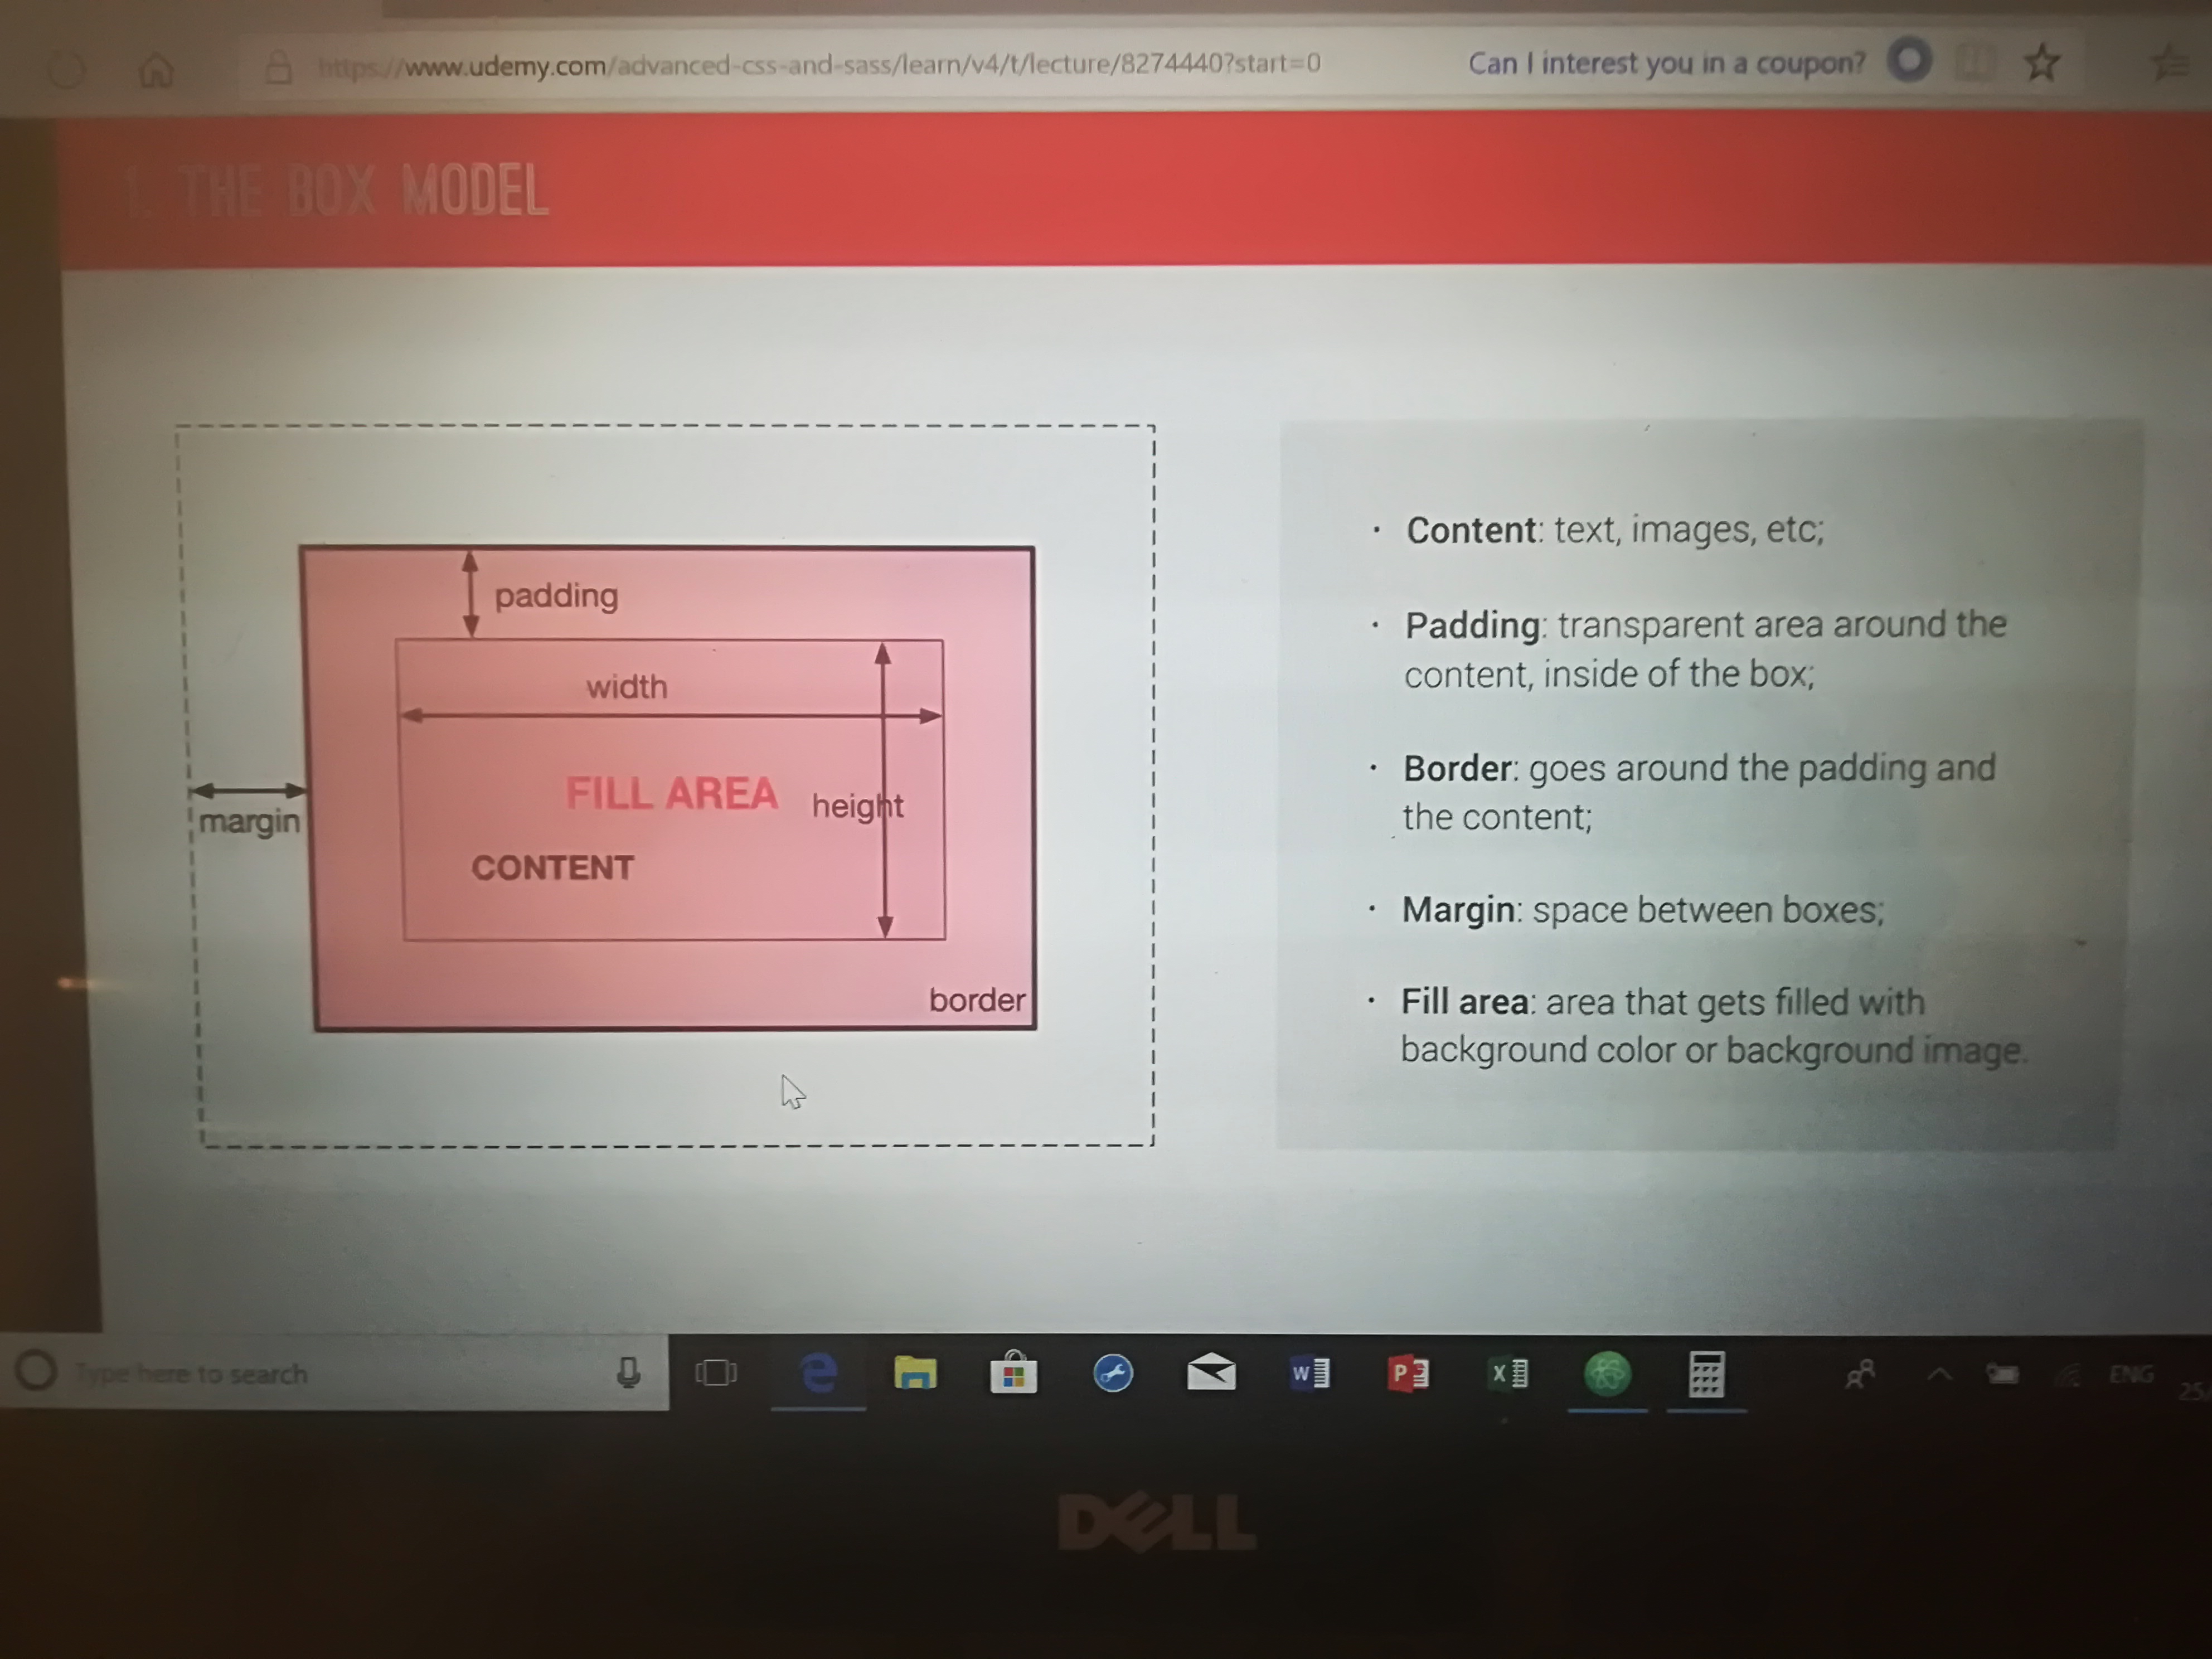 https://www.udemy.com/advanced-css-and-sass/learn/v4/t/lecture/8274440?start=0
Can I interest you in a coupon?
1. THE BOX MODEL
padding
width
FILL AREA
height
margin
CONTENT
border
· Content: text, images, etc;
· Padding: transparent area around the
content, inside of the box;
· Border: goes around the padding and
the content;
· Margin: space between boxes;
· Fill area: area that gets filled with
background color or background image.
Type here to search
ENG
DELL